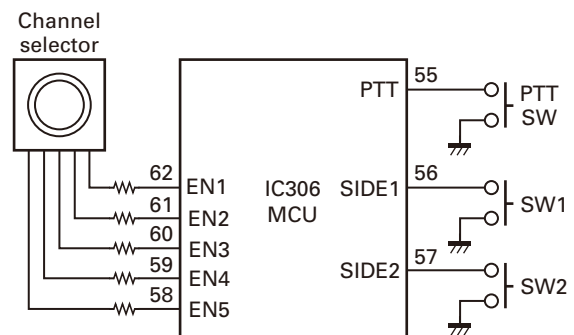 Channel
selector
55
PTT
PTT
SW
62
EN1
IC306
MCU
SIDE1
56
SW1
61
EN2
60
EN3
59
EN4
SIDE2
57
SW2
58
EN5